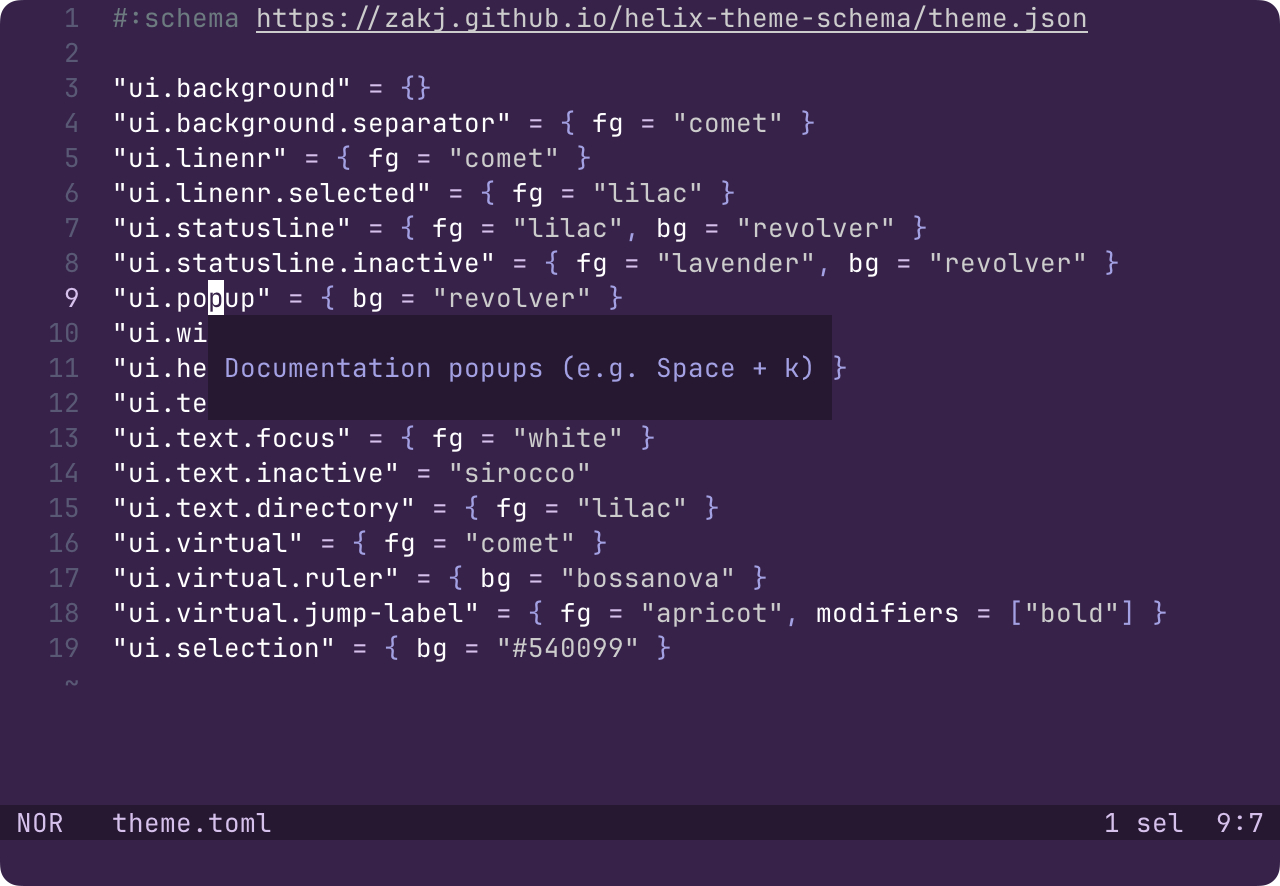 1 #:schema https://zakj.github.io/helix-theme-schema/theme.json
2
3 "ui.background" = {}
4 "ui.background.separator" = { fg = "comet" }
5 "ui.linenr" = { fg = "comet" }
6 "ui.linenr.selected" = { fg = "lilac" }
7 "ui.statusline" = { fg = "lilac", bg = "revolver" }
8 "ui.statusline.inactive" = { fg = "lavender", bg = "revolver" }
9 "ui.popup" = { bg = "revolver" }
10 "ui.wi
11 "ui.he Documentation popups (e.g. Space + k) }
12 "ui.te
13 "ui.text.focus" = { fg = "white" }
14 "ui.text.inactive" = "sirocco"
15 "ui.text.directory" = { fg = "lilac" }
16 "ui.virtual" = { fg = "comet" }
17 "ui.virtual.ruler" = { bg = "bossanova" }
18 "ui.virtual.jump-label" = { fg = "apricot", modifiers = ["bold"] }
19 "ui.selection" = { bg = "#540099" }
~
NOR theme.toml 1 sel 9:7